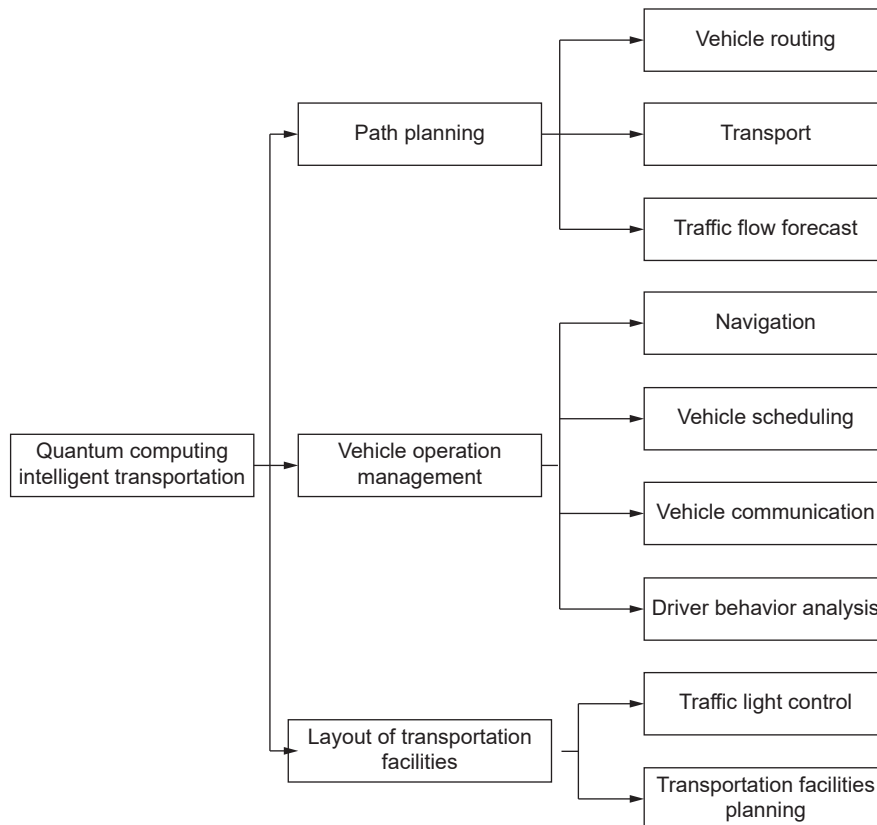 Vehicle routing
Path planning
Transport
Traffic flow forecast
Navigation
Vehicle scheduling
Quantum computing
intelligent transportation
Vehicle operation
management
Vehicle communication
Driver behavior analysis
Traffic light control
Layout of transportation
facilities
Transportation facilities
planning